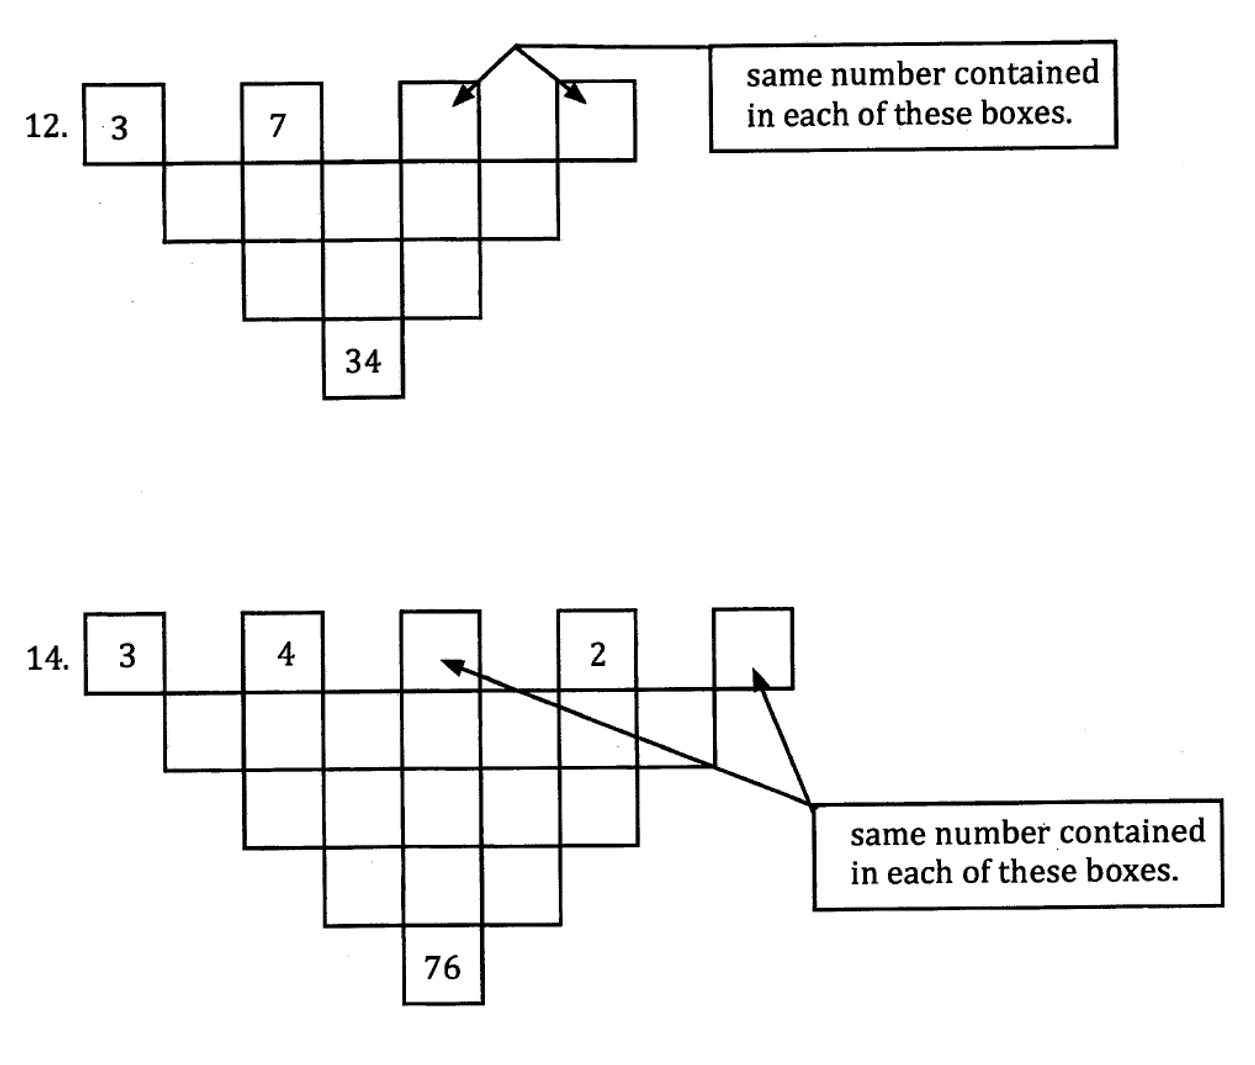 same number contained
in each of these boxes.
12. 3 7
34
14. 3 4 2
same number contained
in each of these boxes.
76